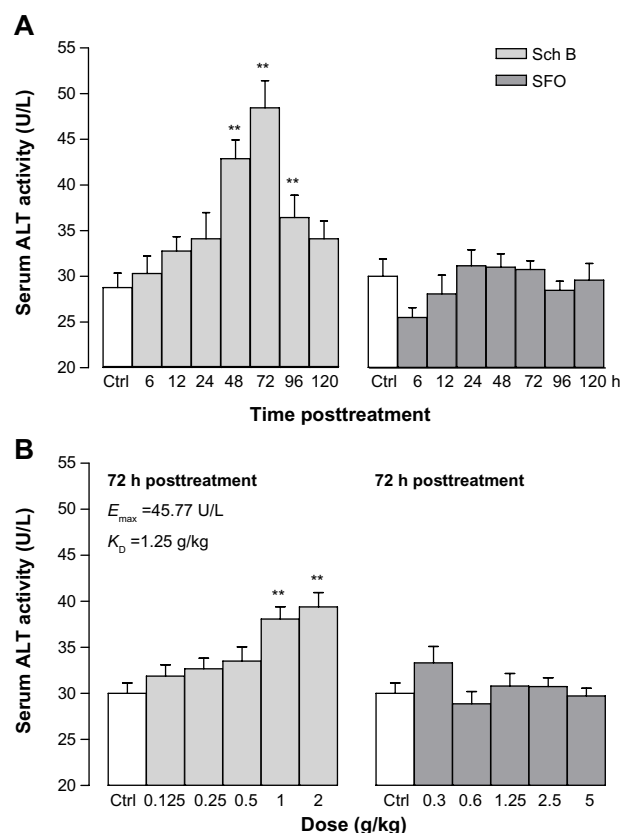 A
Serum ALT activity (U/L)
55
50
45
40
35
30
25
20
**
**
**
Sch B
SFO
Ctrl 6 12 24 48 72 96 120
Ctrl 6 12 24 48 72 96 120 h
Time posttreatment
B
Serum ALT activity (U/L)
55
50
45
40
35
30
25
20
72 h posttreatment
Emax =45.77 U/L
KD =1.25 g/kg
** **
72 h posttreatment
Ctrl 0.125 0.25 0.5 1 2
Ctrl 0.3 0.6 1.25 2.5 5
Dose (g/kg)